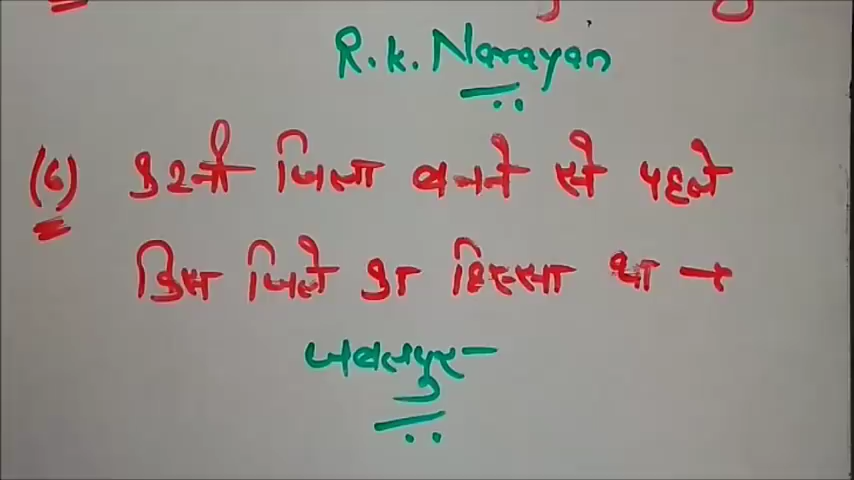 R.K. Narayan
(6) कटनी जिला बनने से पहले
किस जिले का हिस्सा था →
जबलपुर-